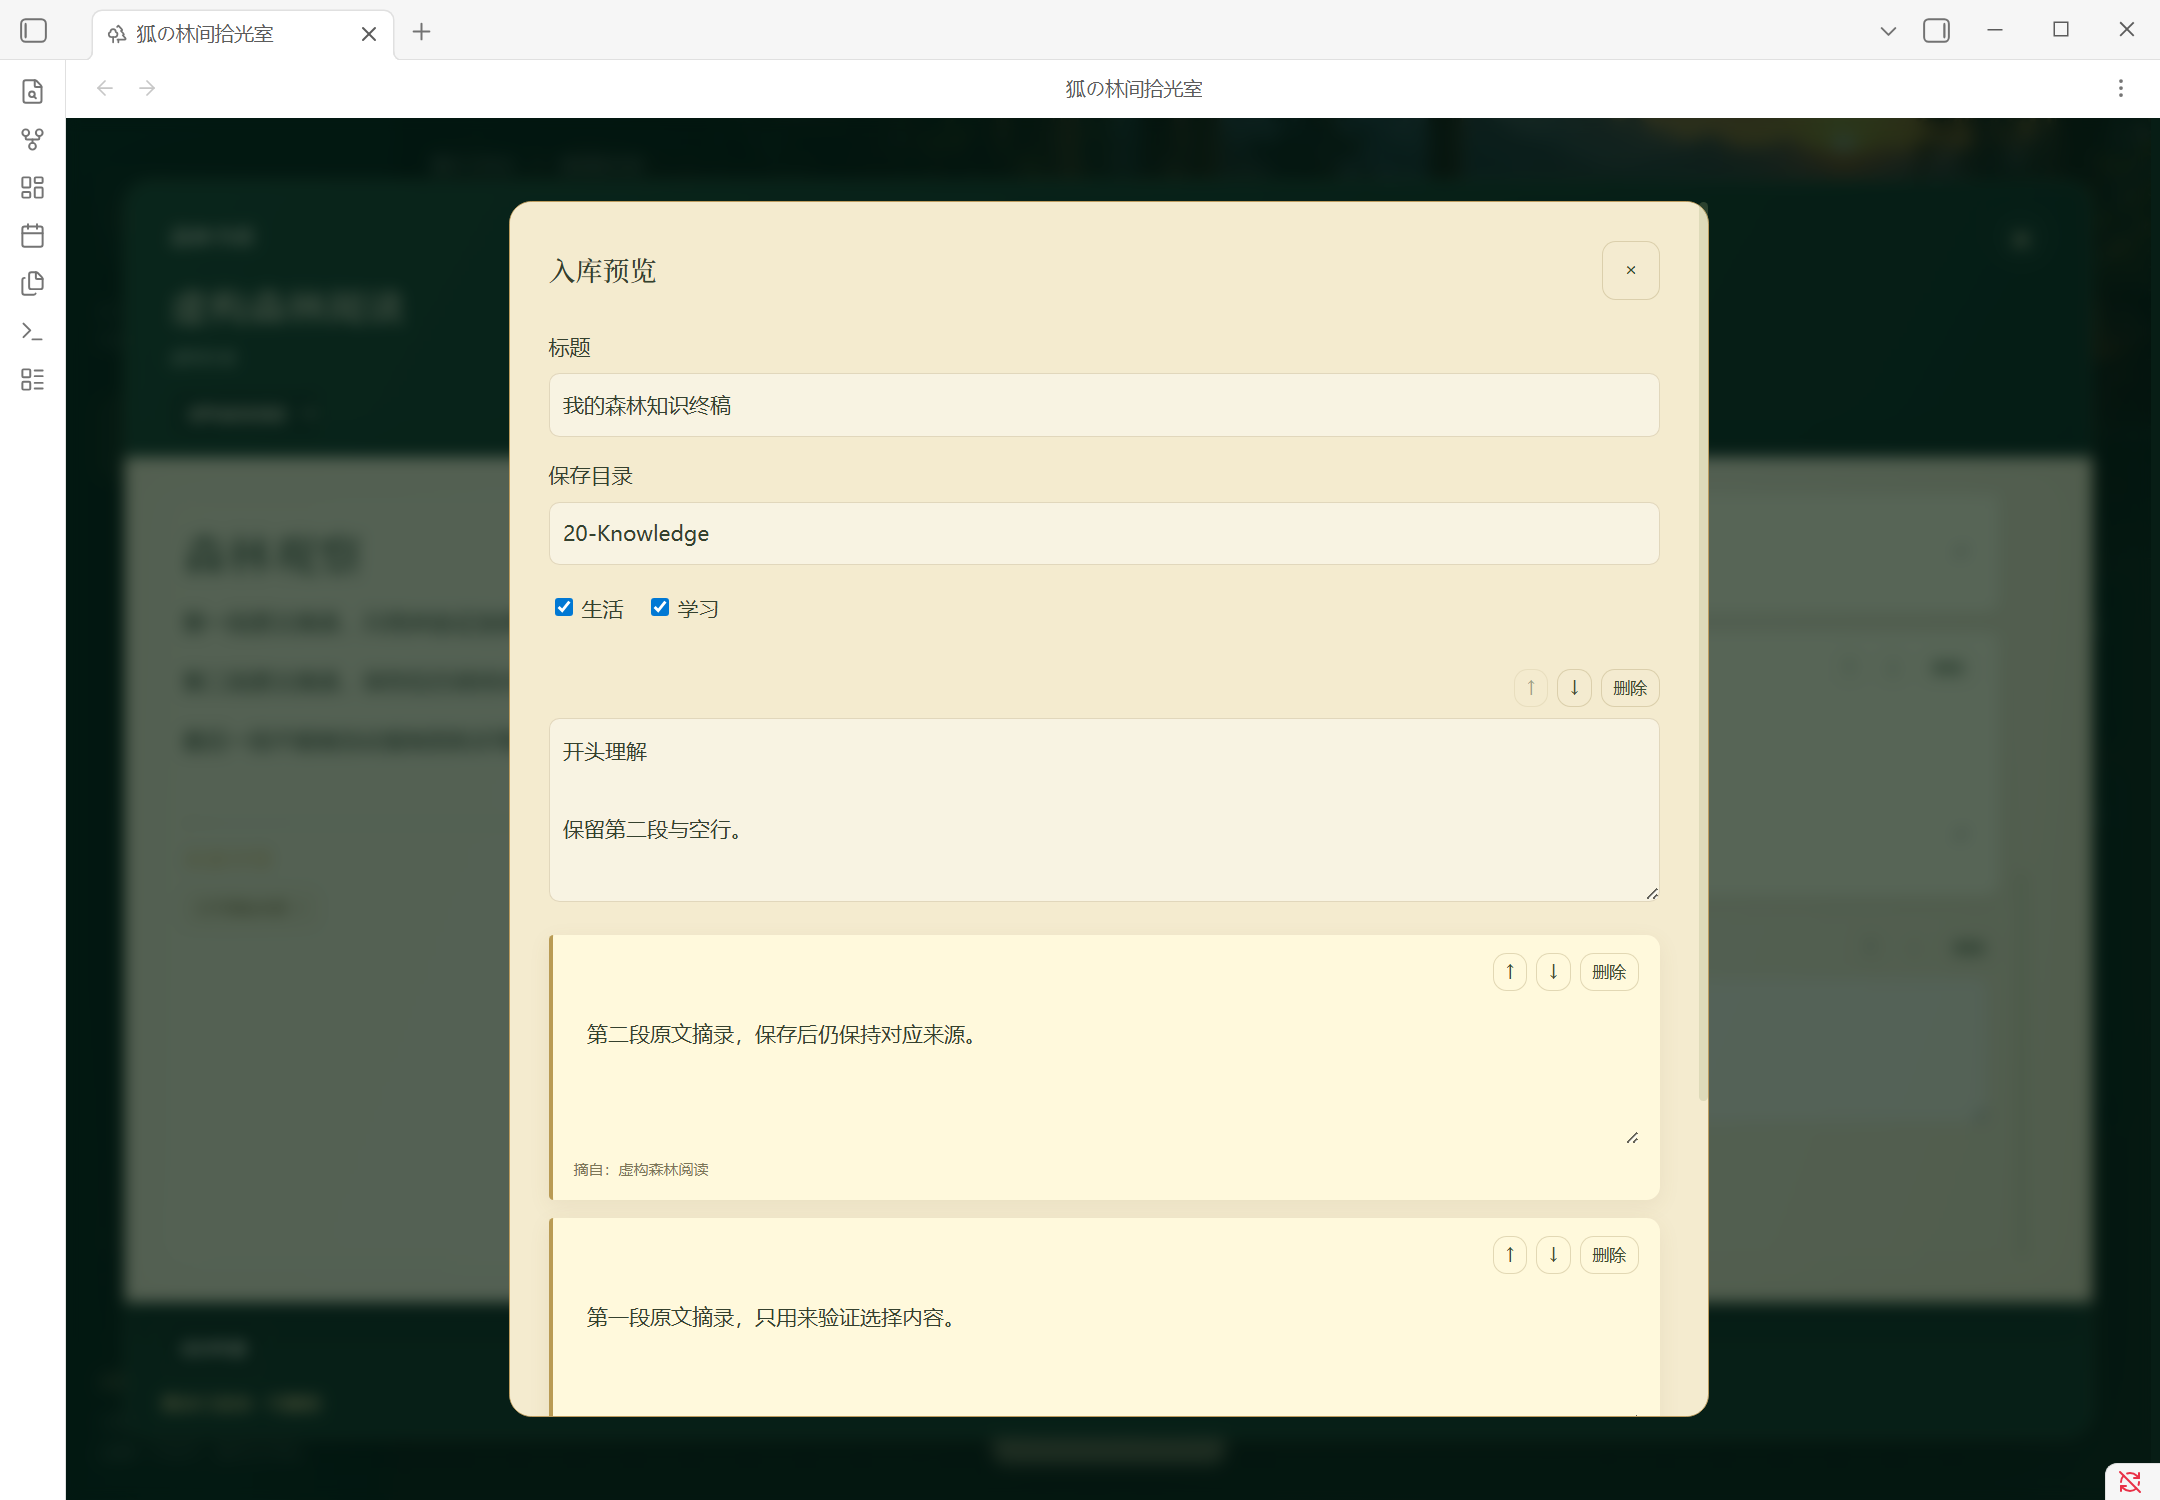 狐の林间拾光室
狐の林间拾光室
入库预览
×
标题
我的森林知识终稿
保存目录
20-Knowledge
生活 学习
↑ ↓ 删除
开头理解
保留第二段与空行。
↑ ↓ 删除
第二段原文摘录，保存后仍保持对应来源。
摘自：虚构森林阅读
↑ ↓ 删除
第一段原文摘录，只用来验证选择内容。